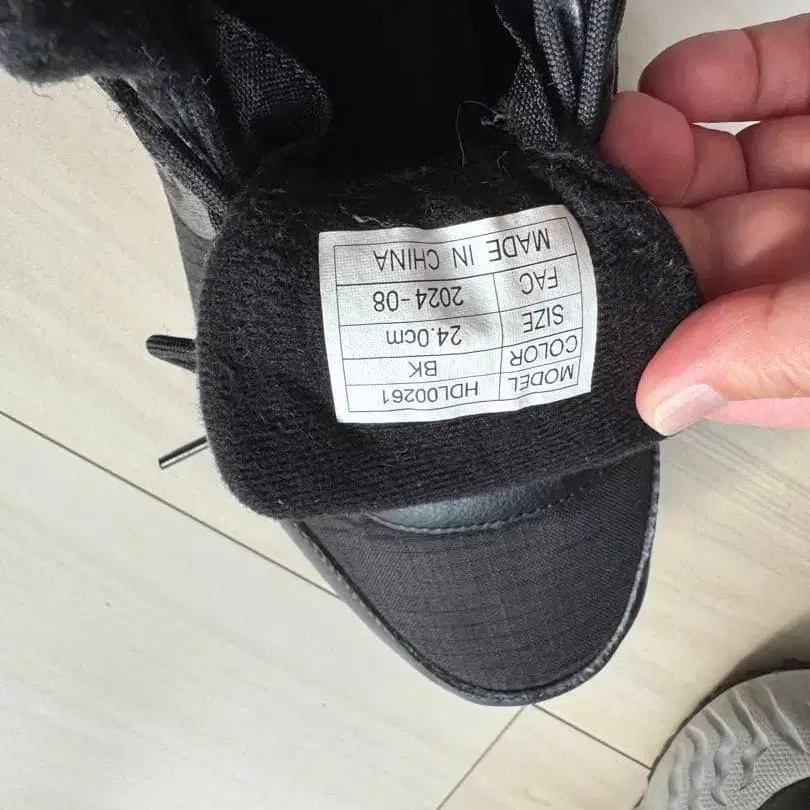 MODEL HDL00261
COLOR BK
SIZE 24.0cm
FAC 2024-08
MADE IN CHINA